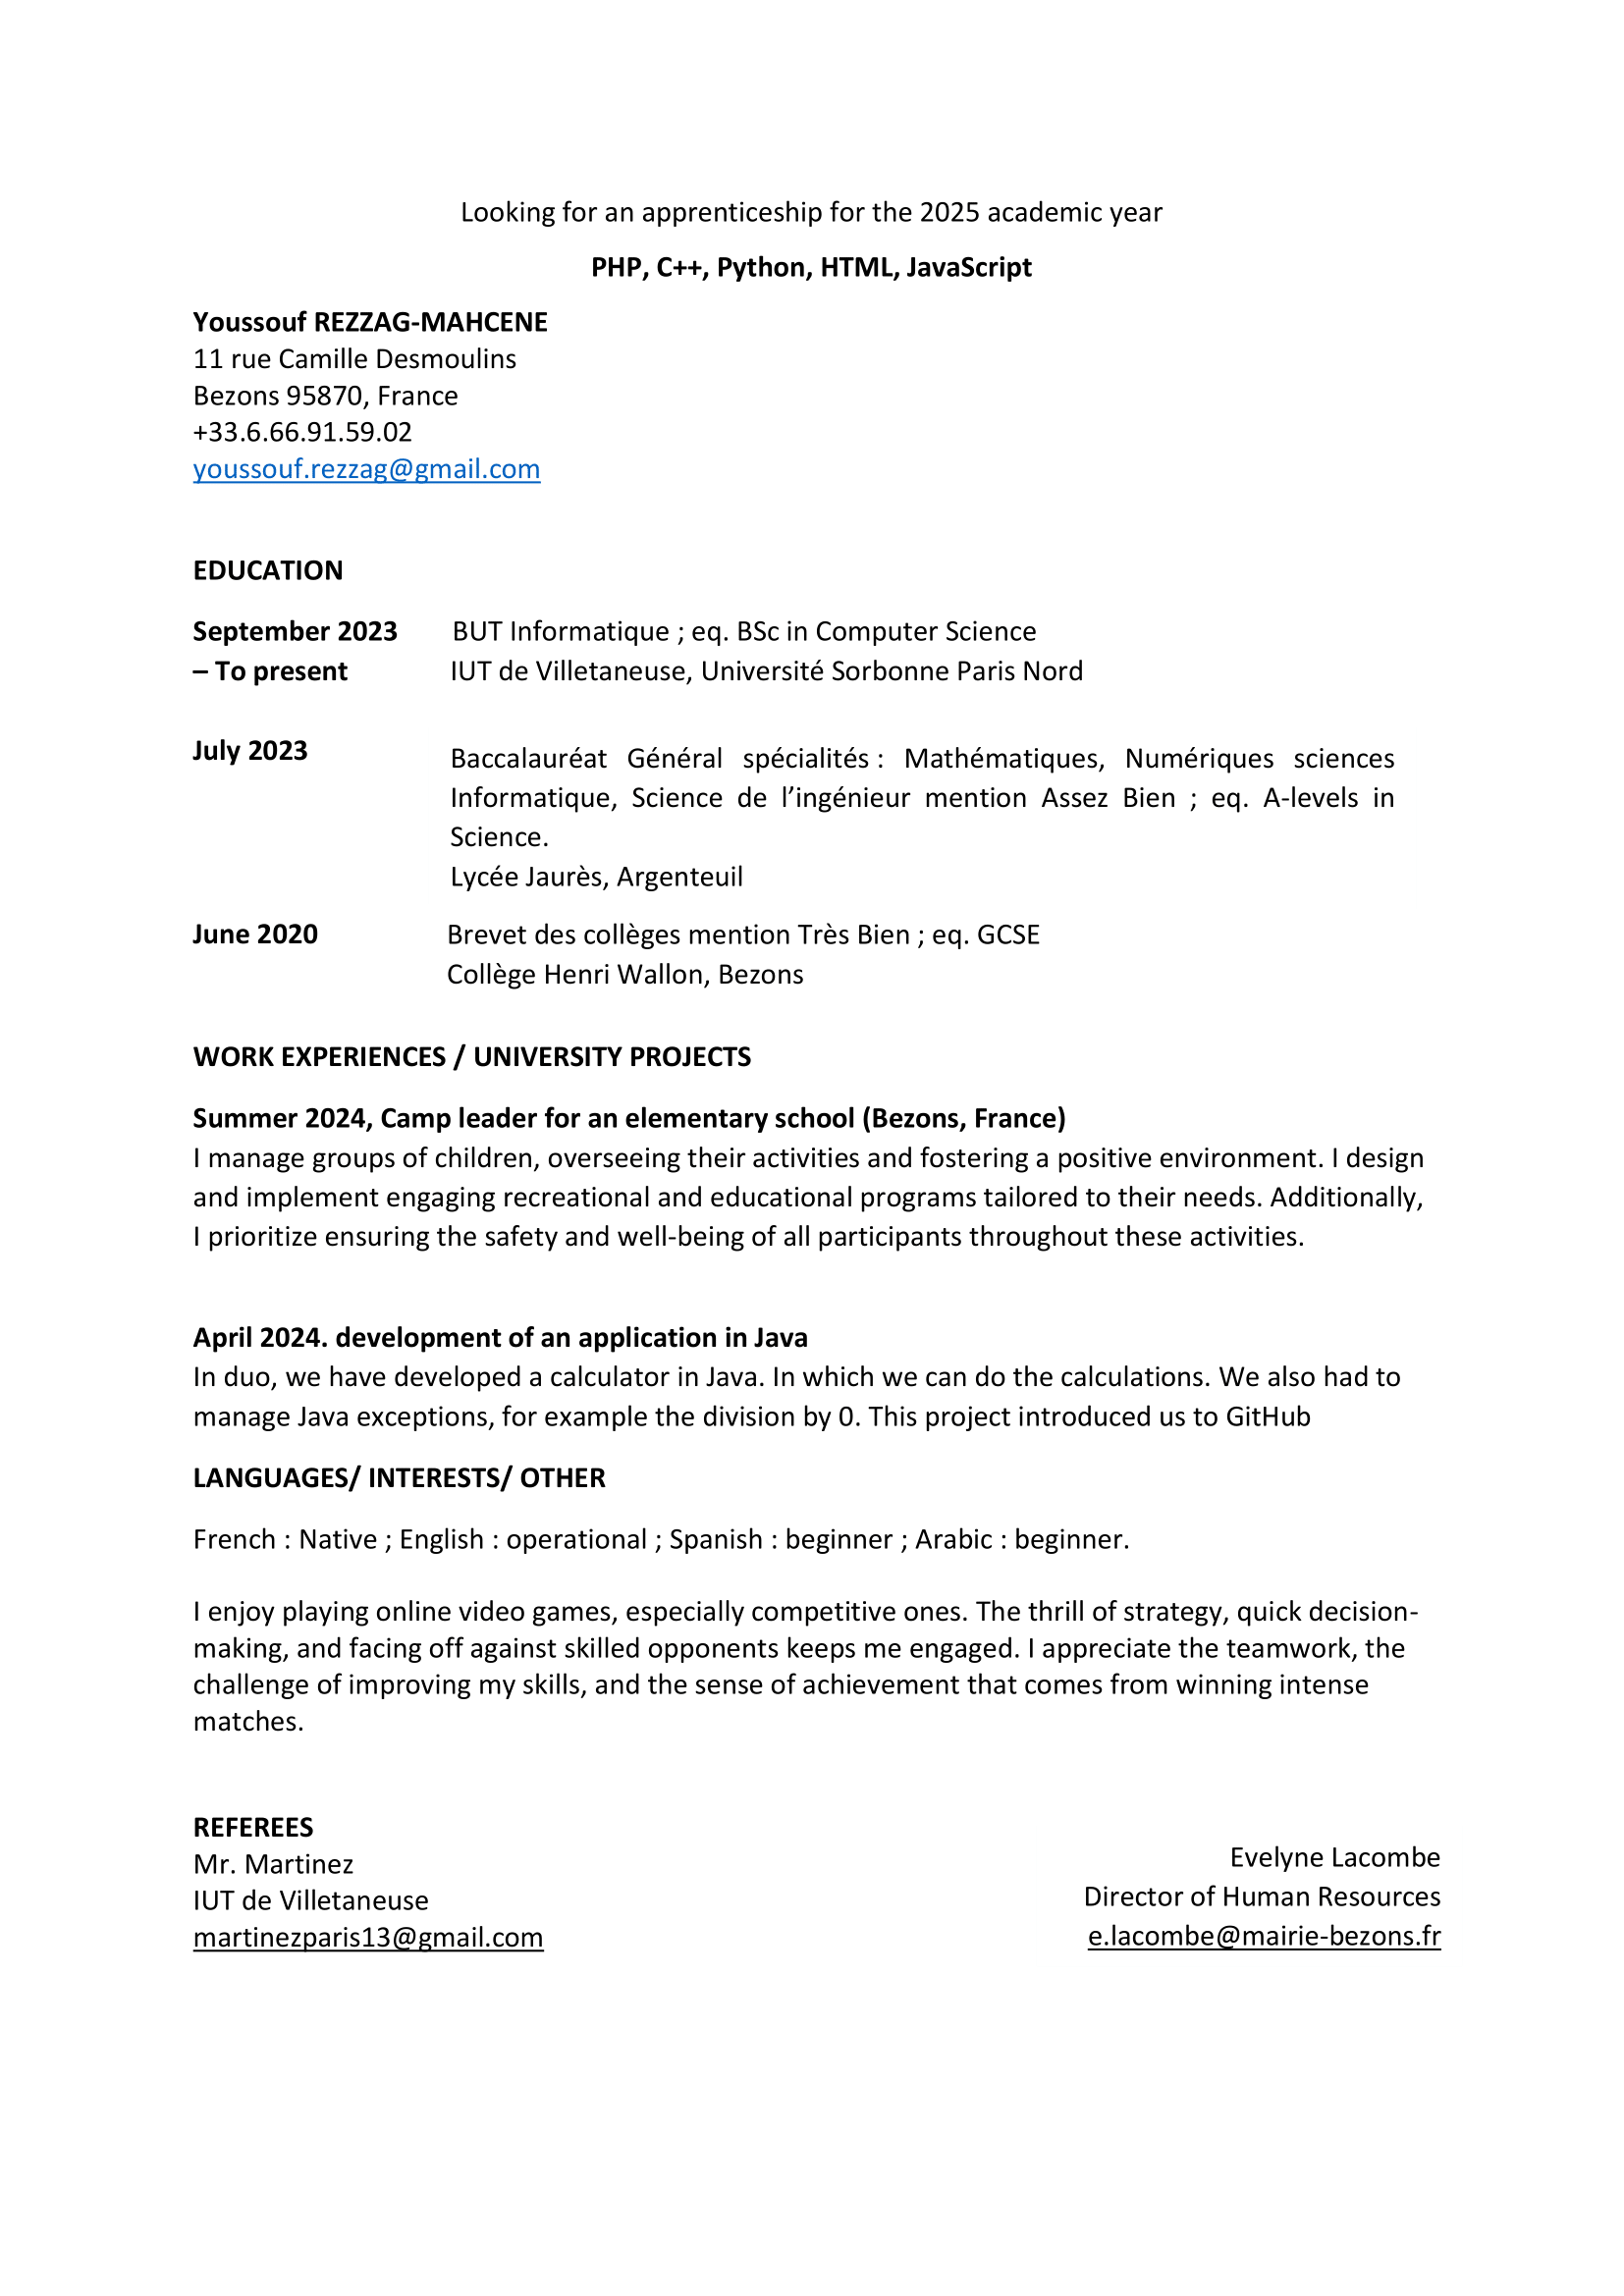 Looking for an apprenticeship for the 2025 academic year
PHP, C++, Python, HTML, JavaScript
Youssouf REZZAG-MAHCENE
11 rue Camille Desmoulins
Bezons 95870, France
+33.6.66.91.59.02
youssouf.rezzag@gmail.com
EDUCATION
September 2023 BUT Informatique ; eq. BSc in Computer Science
– To present IUT de Villetaneuse, Université Sorbonne Paris Nord
July 2023 Baccalauréat Général spécialités : Mathématiques, Numériques sciences
Informatique, Science de l’ingénieur mention Assez Bien ; eq. A-levels in
Science.
Lycée Jaurès, Argenteuil
June 2020 Brevet des collèges mention Très Bien ; eq. GCSE
Collège Henri Wallon, Bezons
WORK EXPERIENCES / UNIVERSITY PROJECTS
Summer 2024, Camp leader for an elementary school (Bezons, France)
I manage groups of children, overseeing their activities and fostering a positive environment. I design
and implement engaging recreational and educational programs tailored to their needs. Additionally,
I prioritize ensuring the safety and well-being of all participants throughout these activities.
April 2024. development of an application in Java
In duo, we have developed a calculator in Java. In which we can do the calculations. We also had to
manage Java exceptions, for example the division by 0. This project introduced us to GitHub
LANGUAGES/ INTERESTS/ OTHER
French : Native ; English : operational ; Spanish : beginner ; Arabic : beginner.
I enjoy playing online video games, especially competitive ones. The thrill of strategy, quick decision-
making, and facing off against skilled opponents keeps me engaged. I appreciate the teamwork, the
challenge of improving my skills, and the sense of achievement that comes from winning intense
matches.
REFEREES
Mr. Martinez
IUT de Villetaneuse
martinezparis13@gmail.com
Evelyne Lacombe
Director of Human Resources
e.lacombe@mairie-bezons.fr